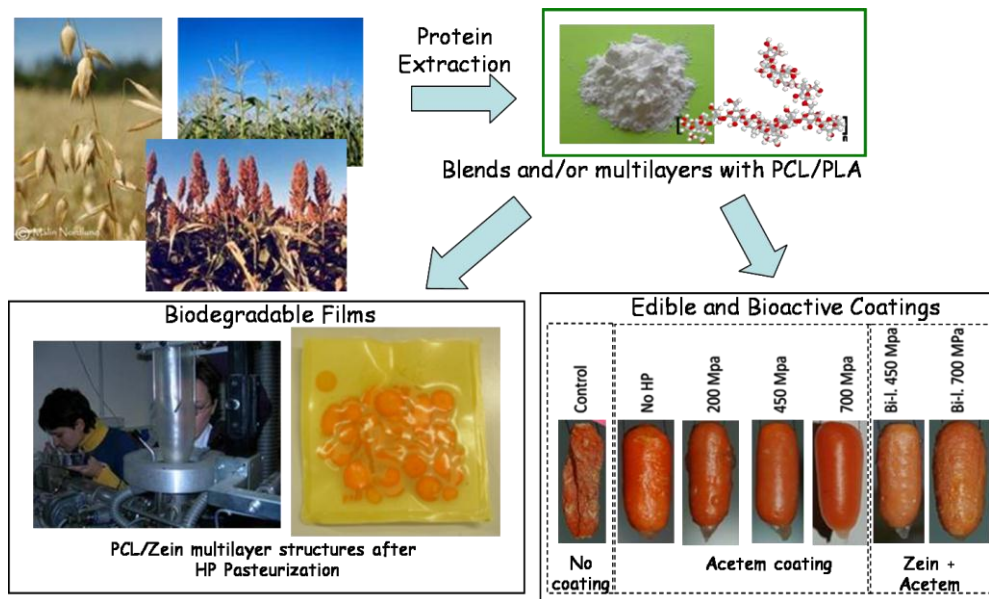 Protein
Extraction
© Malin Nordlund
Blends and/or multilayers with PCL/PLA
Biodegradable Films
PCL/Zein multilayer structures after
HP Pasteurization
Edible and Bioactive Coatings
Control
No HP
200 Mpa
450 Mpa
700 Mpa
Bi-l. 450 Mpa
Bi-l. 700 MPa
No
coating
Acetem coating
Zein +
Acetem